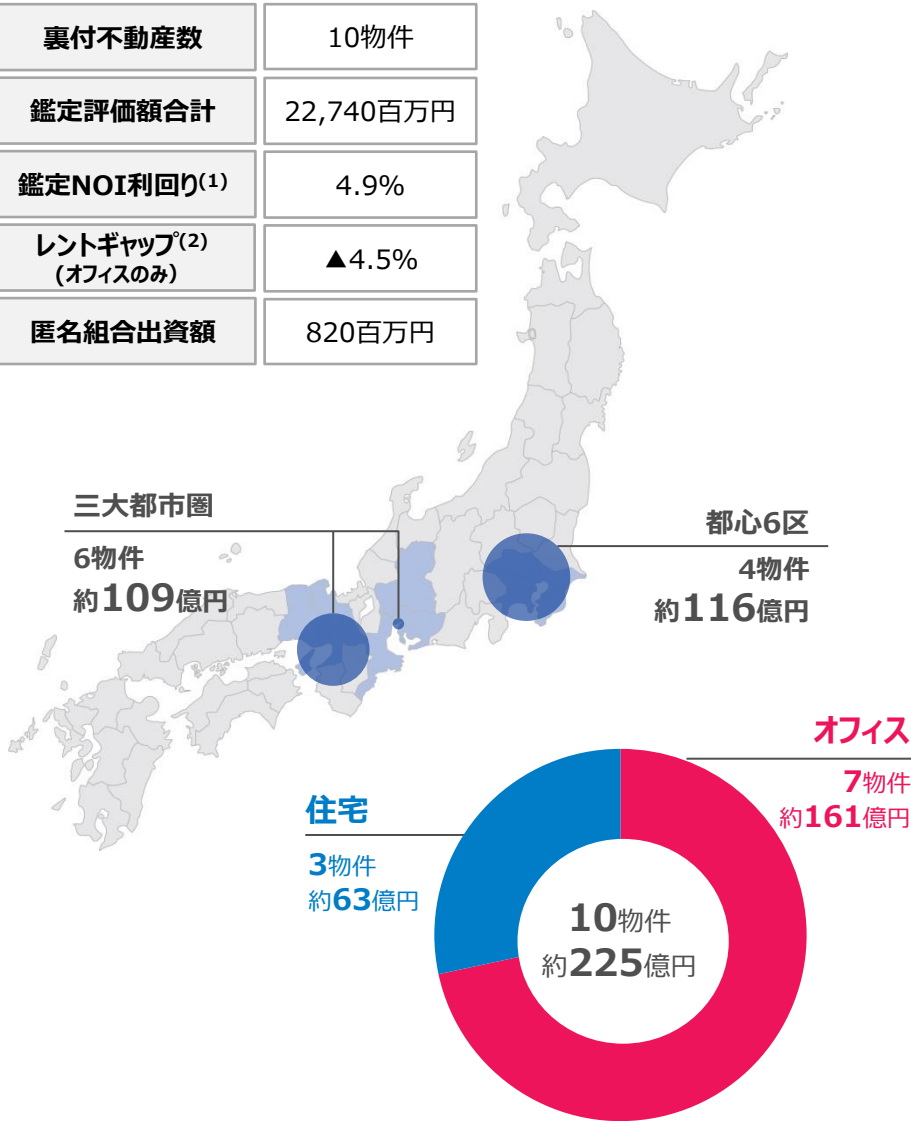 裏付不動産数 10物件
鑑定評価額合計 22,740百万円
鑑定NOI利回り(1) 4.9%
レントギャップ(2)
(オフィスのみ) ▲4.5%
匿名組合出資額 820百万円
三大都市圏
6物件
約109億円
都心6区
4物件
約116億円
オフィス
7物件
約161億円
住宅
3物件
約63億円
10物件
約225億円